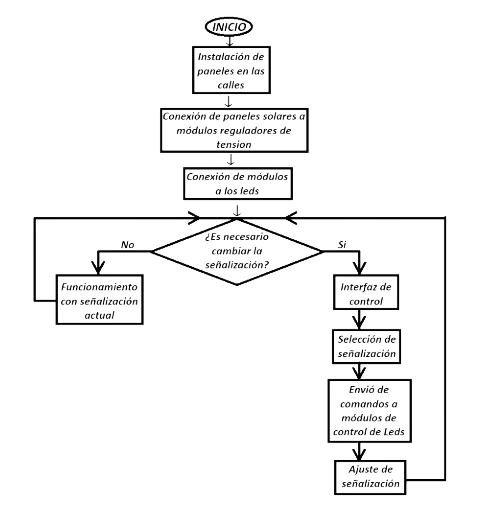 INICIO
Instalación de
paneles en las
calles
Conexión de paneles solares a
módulos reguladores de
tension
Conexión de módulos
a los leds
¿Es necesario
cambiar la
señalización?
No
Si
Funcionamiento
con señalización
actual
Interfaz de
control
Selección de
señalización
Envió de
comandos a
módulos de
control de Leds
Ajuste de
señalización